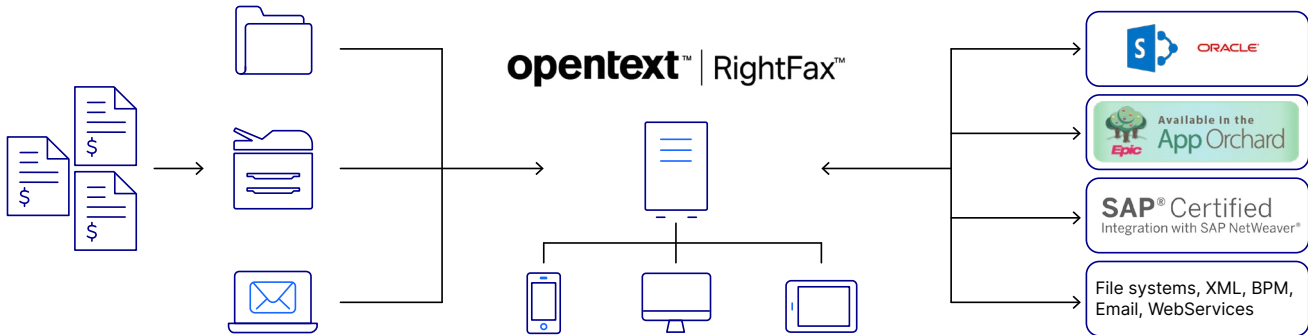 $
$
$
opentext™ | RightFax™
S
ORACLE®
Epic
Available in the
App Orchard
SAP® Certified
Integration with SAP NetWeaver®
File systems, XML, BPM,
Email, WebServices